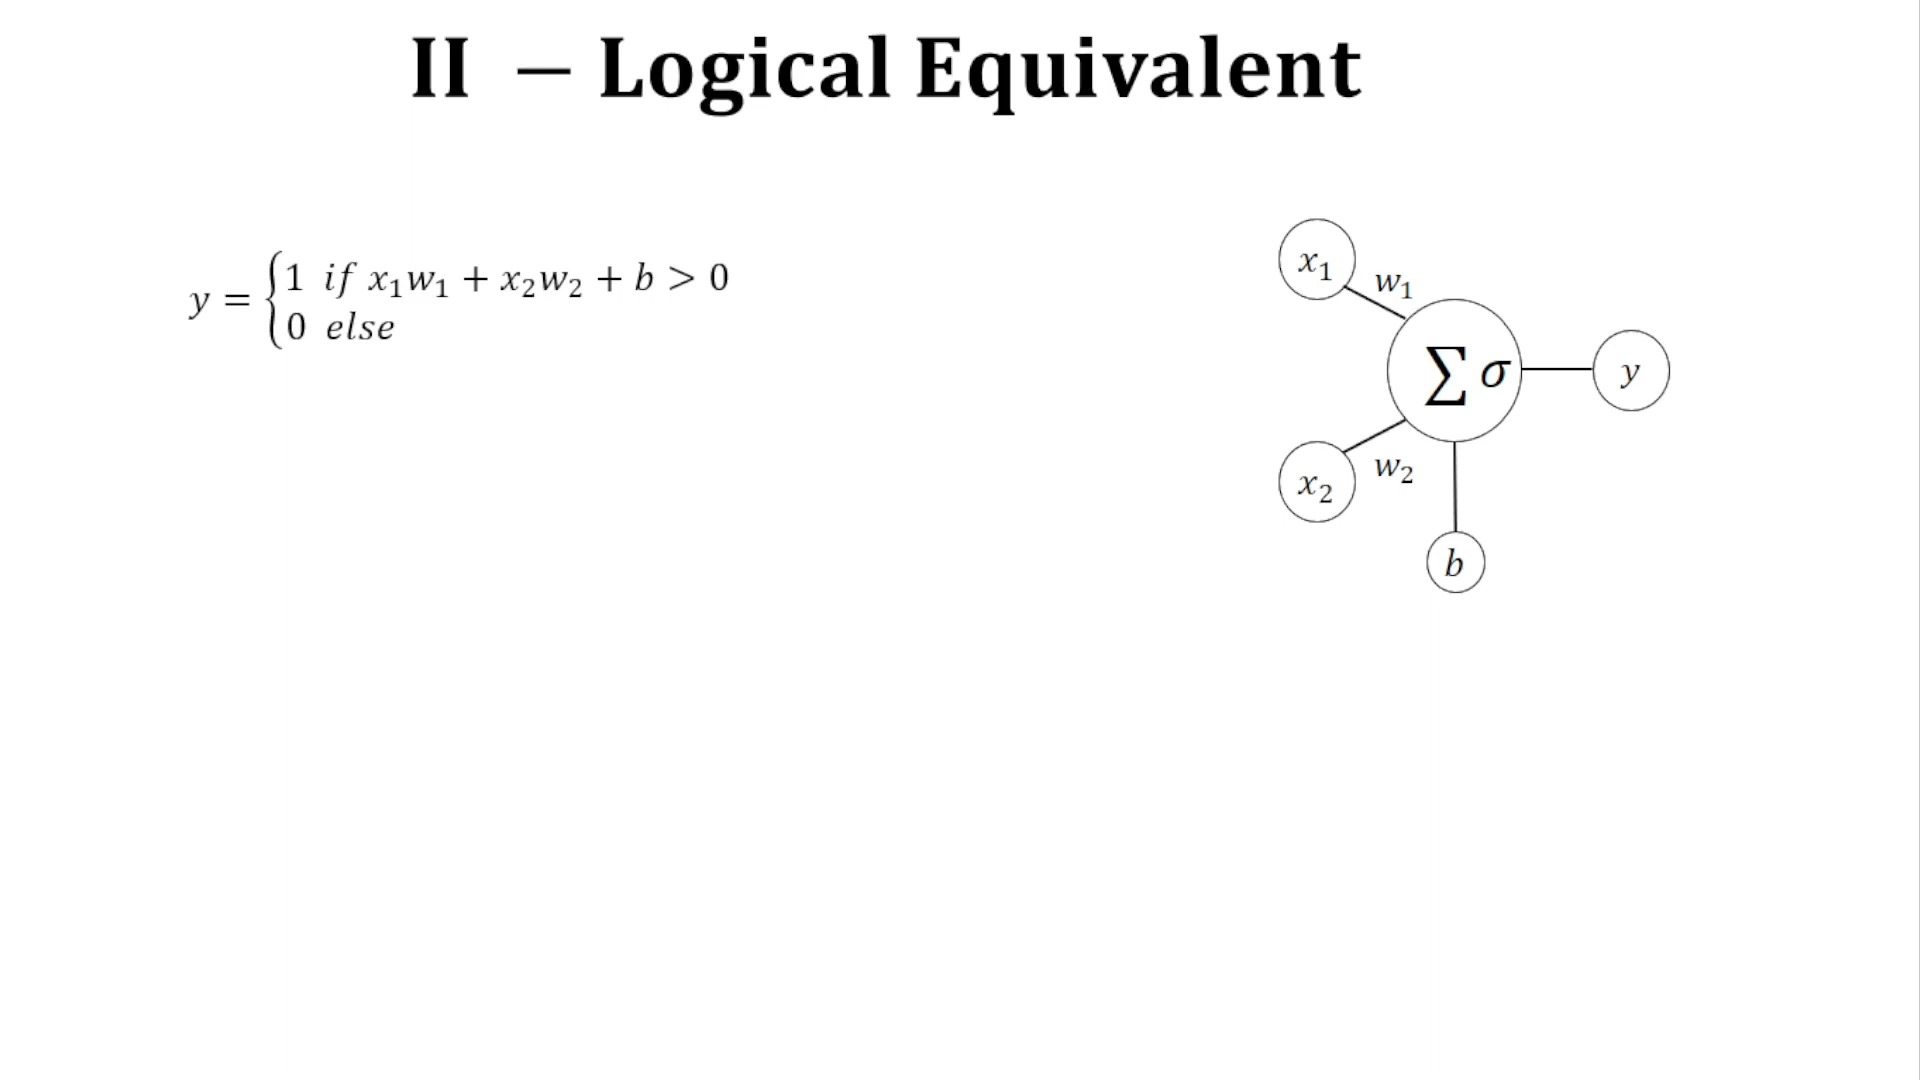 II – Logical Equivalent
y = {1 if x₁w₁ + x₂w₂ + b > 0
0 else
x₁
w₁
∑ σ
y
w₂
x₂
b